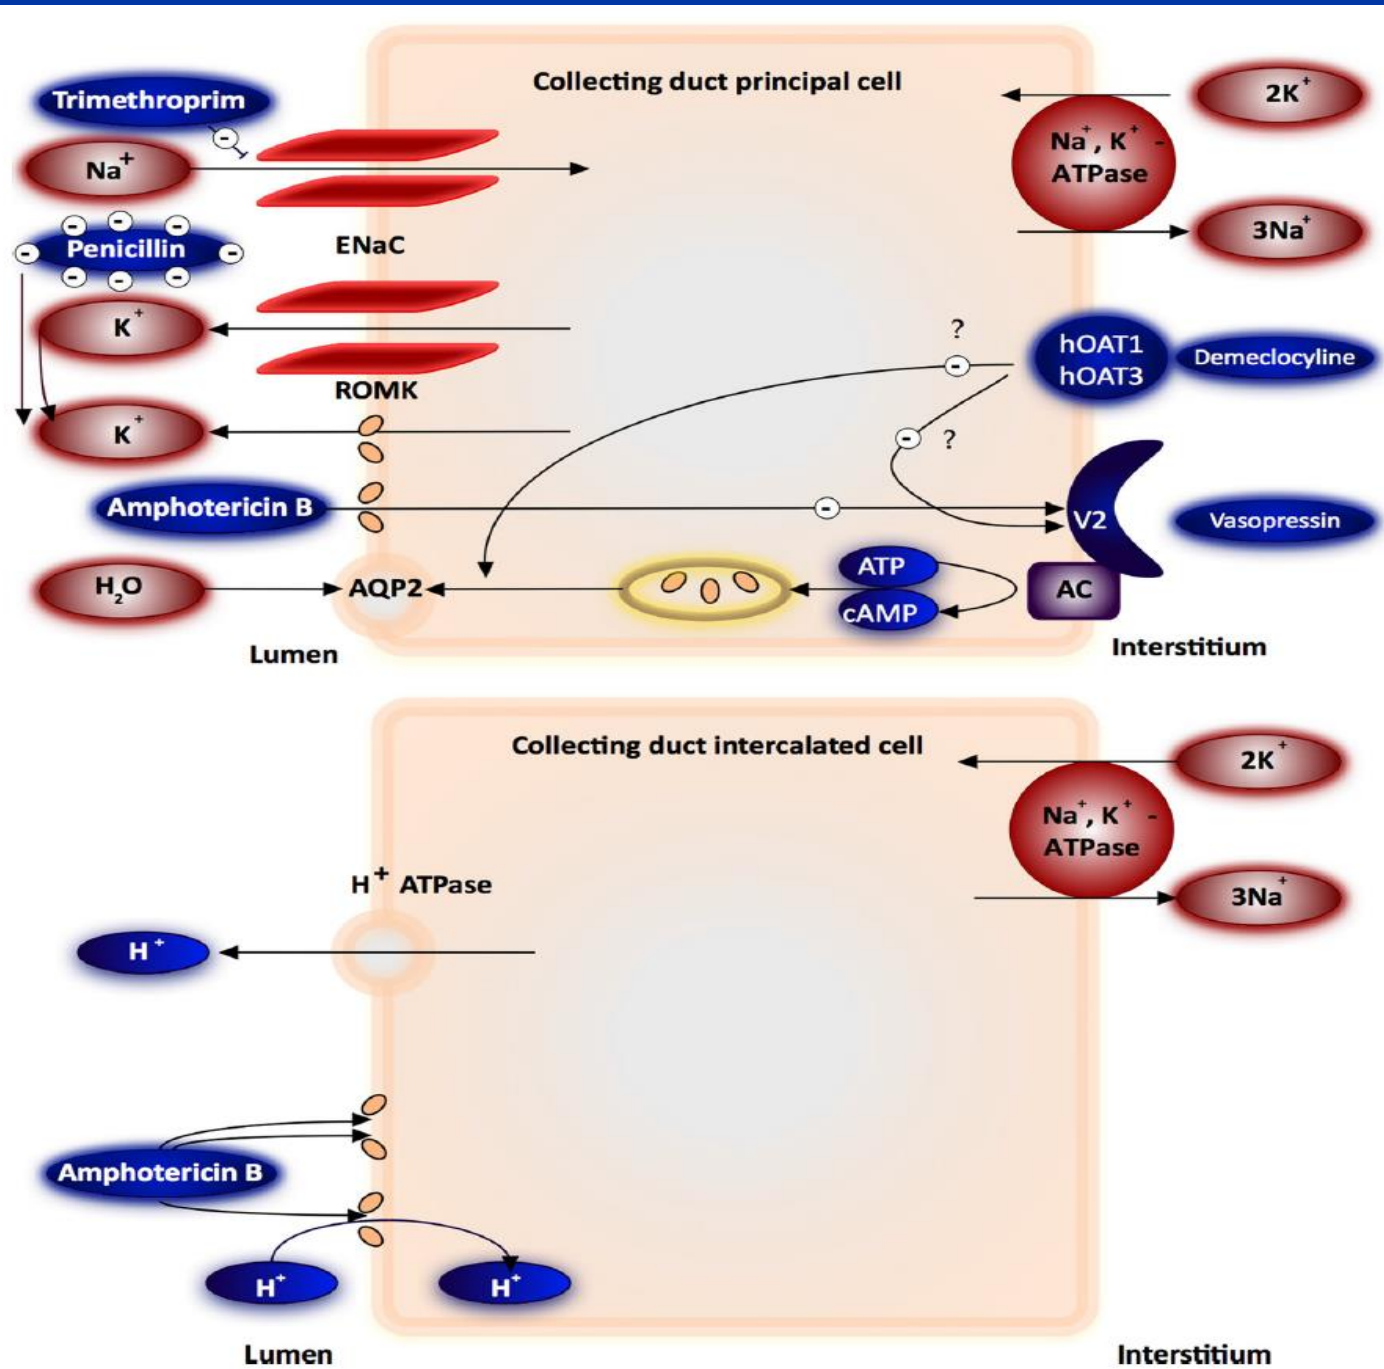 Collecting duct principal cell
Trimethroprim
-
Na+
Penicillin
- - - - - - - -
ENaC
K+
ROMK
K+
Amphotericin B
-
H2O
AQP2
Lumen
2K+
Na+, K+ -
ATPase
3Na+
?
-
hOAT1
hOAT3
Demeclocyline
-
?
V2
Vasopressin
ATP
cAMP
AC
Interstitium
Collecting duct intercalated cell
2K+
Na+, K+ -
ATPase
3Na+
H+ ATPase
H+
Amphotericin B
H+
H+
Lumen
Interstitium